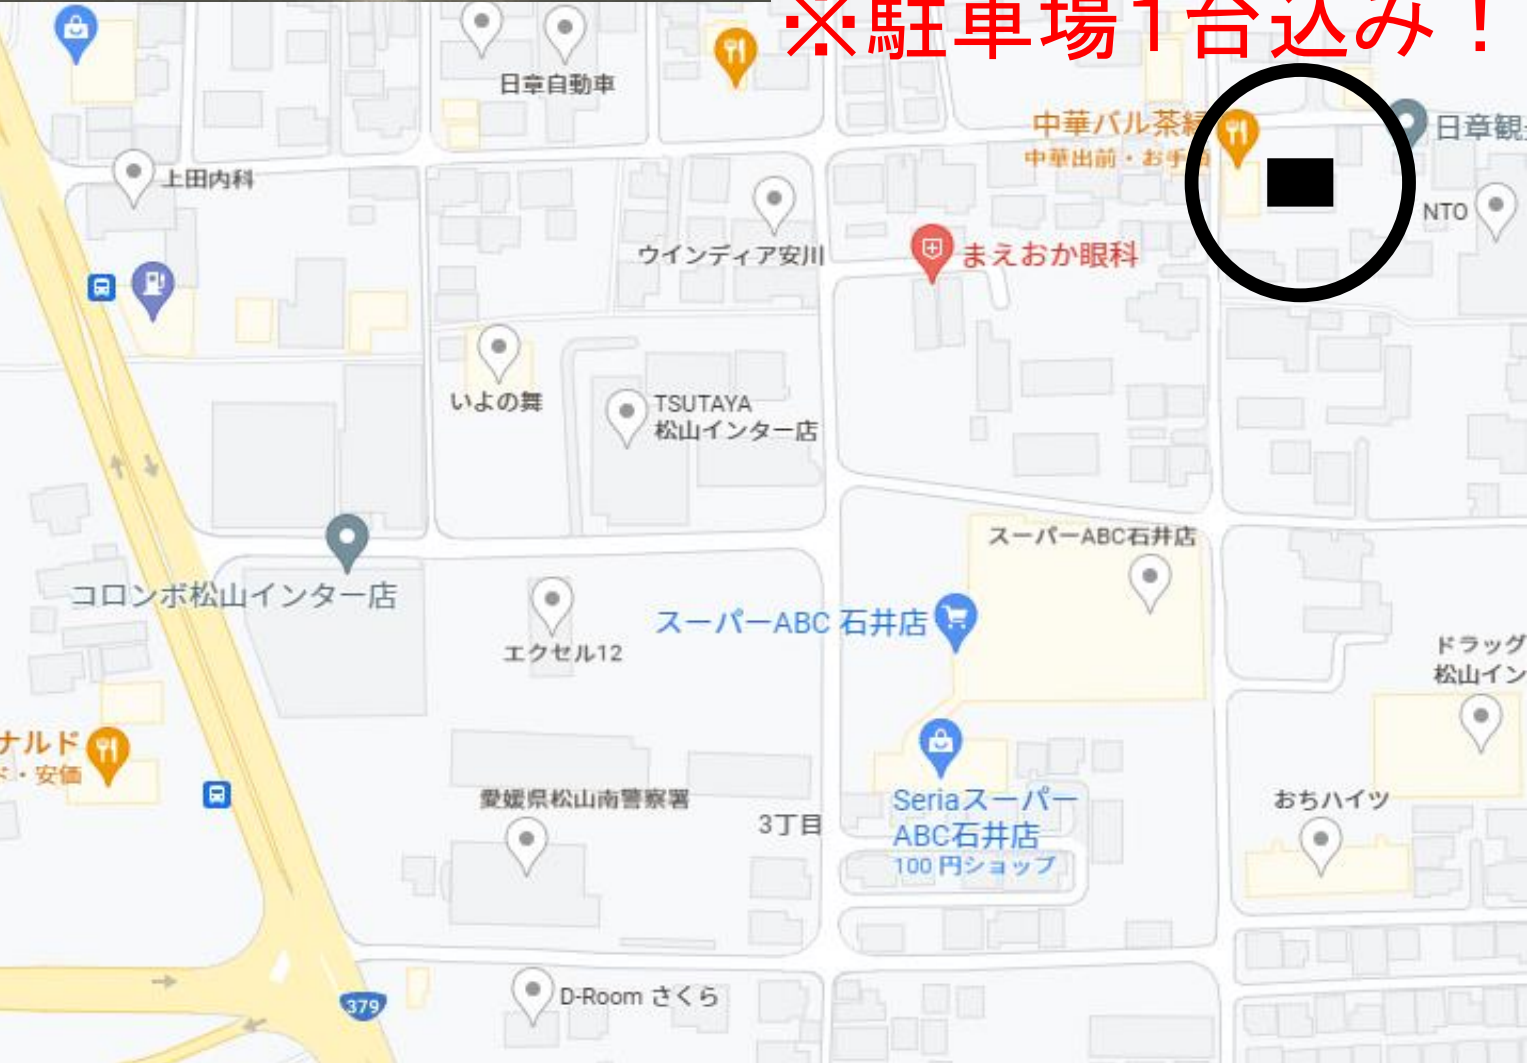 ※駐車場1台込み！
日章自動車
中華バル茶縁
中華出前・お手頃
日章観
上田内科
NTO
ウインディア安川
まえおか眼科
いよの舞
TSUTAYA
松山インター店
スーパーABC石井店
コロンボ松山インター店
スーパーABC 石井店
エクセル12
ドラッグ
松山イン
ナルド
ド・安価
愛媛県松山南警察署
3丁目
Seriaスーパー
ABC石井店
100 円ショップ
おちハイツ
D-Room さくら
379